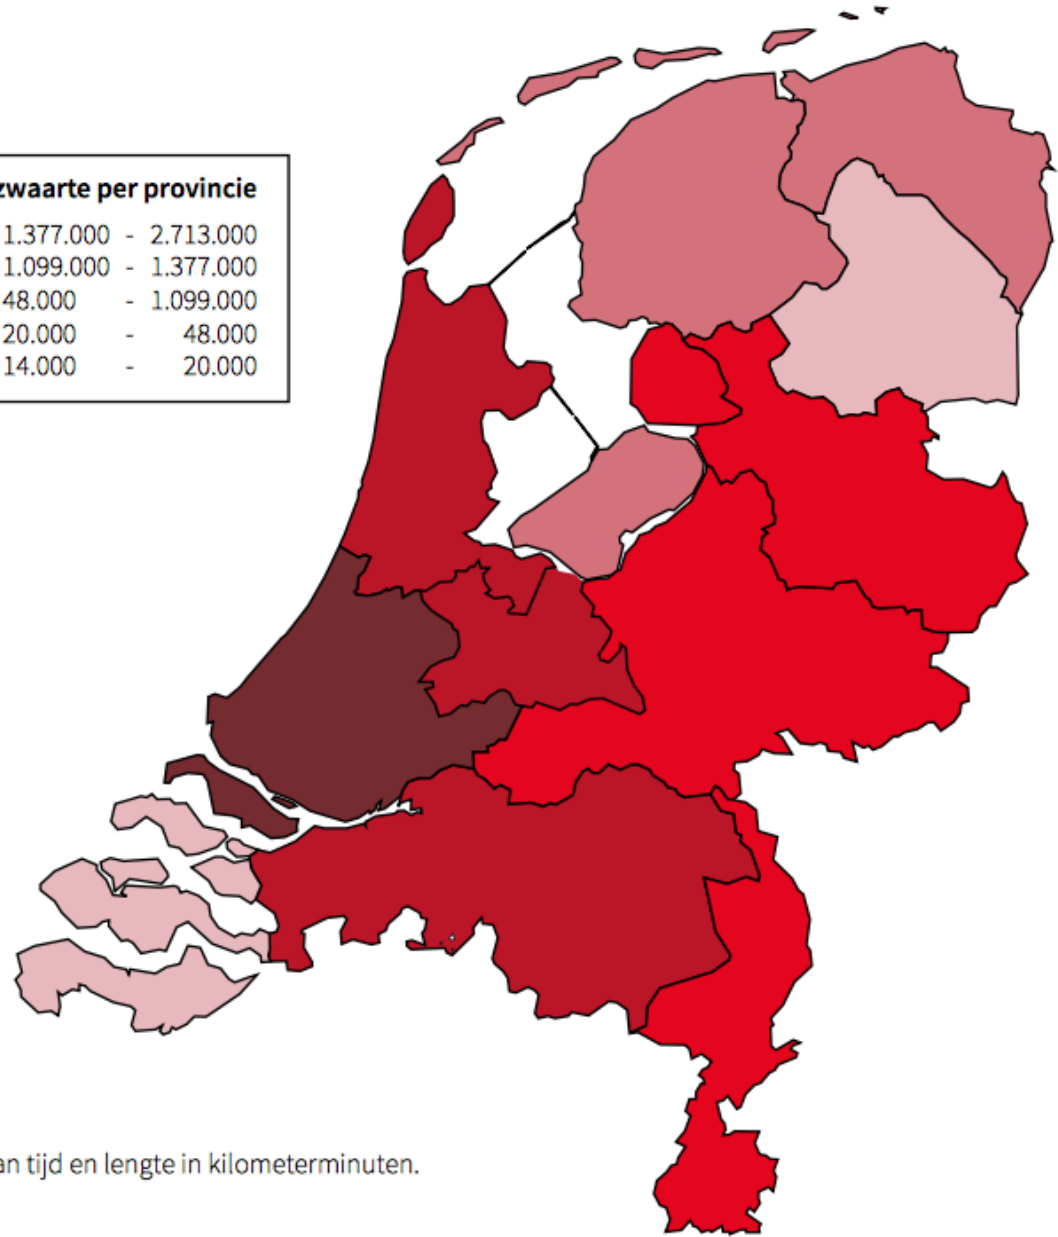 zwaarte per provincie
1.377.000 - 2.713.000
1.099.000 - 1.377.000
48.000 - 1.099.000
20.000 - 48.000
14.000 - 20.000
an tijd en lengte in kilometerminuten.